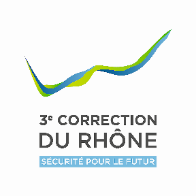 3e CORRECTION
DU RHÔNE
SÉCURITÉ POUR LE FUTUR